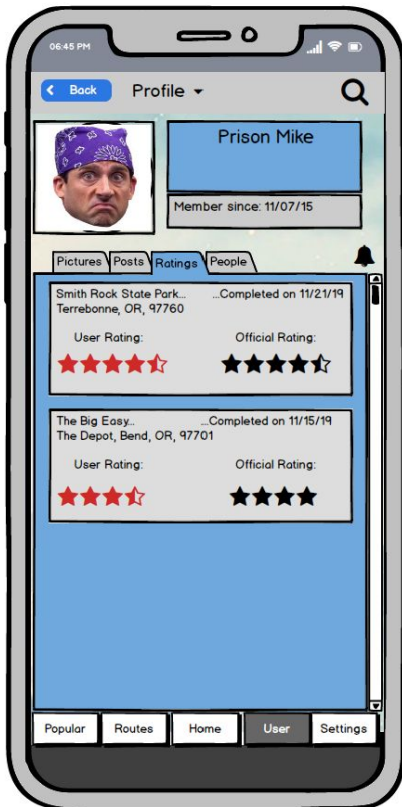 06:45 PM
Back Profile
Prison Mike
Member since: 11/07/15
Pictures Posts Ratings People
Smith Rock State Park... ...Completed on 11/21/19
Terrebonne, OR, 97760
User Rating: Official Rating:
The Big Easy... ...Completed on 11/15/19
The Depot, Bend, OR, 97701
User Rating: Official Rating:
Popular Routes Home User Settings